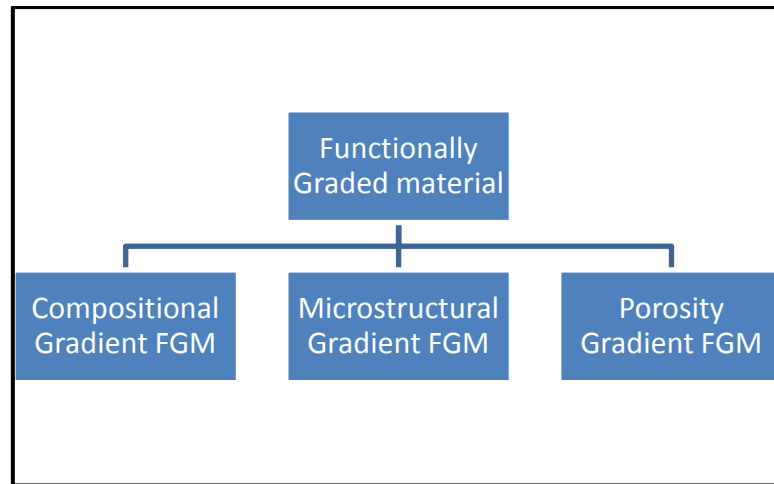 Functionally
Graded material
Compositional
Gradient FGM
Microstructural
Gradient FGM
Porosity
Gradient FGM